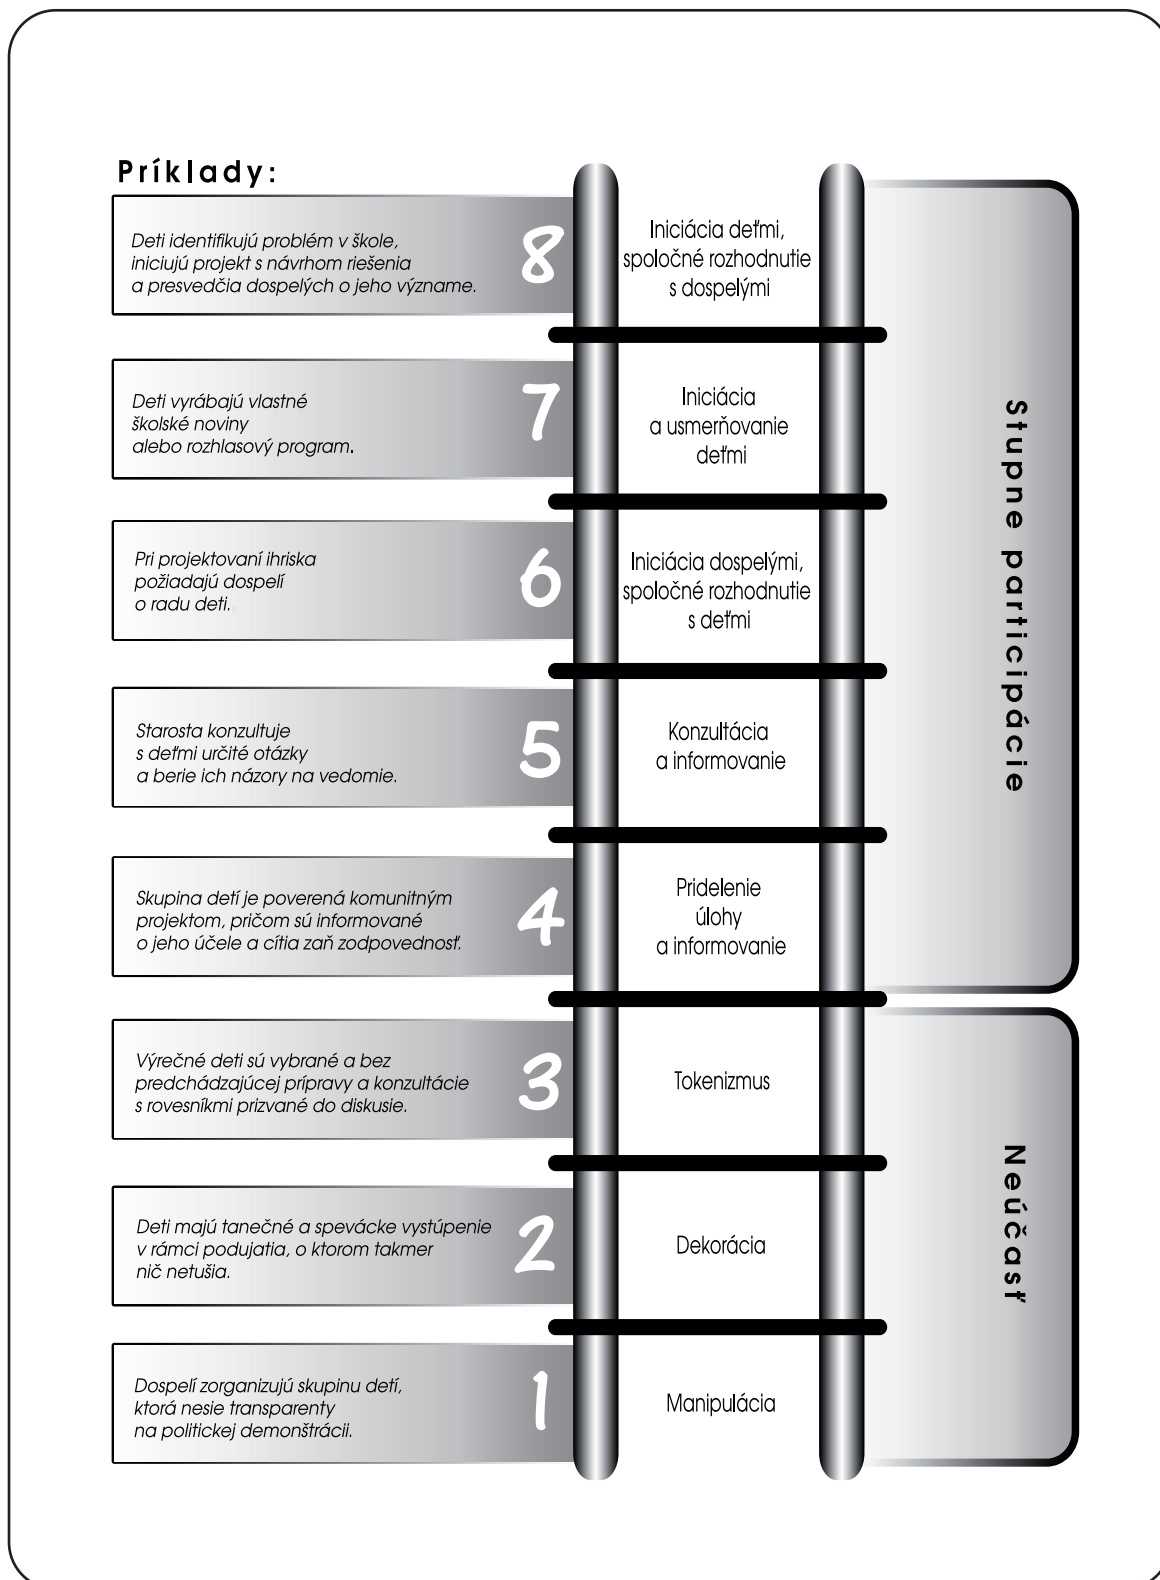 Príklady:
Deti identifikujú problém v škole,
iniciujú projekt s návrhom riešenia
a presvedčia dospelých o jeho význame.
8
Iniciácia deťmi,
spoločné rozhodnutie
s dospelými
Deti vyrábajú vlastné
školské noviny
alebo rozhlasový program.
7
Iniciácia
a usmerňovanie
deťmi
Pri projektovaní ihriska
požiadajú dospelí
o radu deti.
6
Iniciácia dospelými,
spoločné rozhodnutie
s deťmi
Starosta konzultuje
s deťmi určité otázky
a berie ich názory na vedomie.
5
Konzultácia
a informovanie
Skupina detí je poverená komunitným
projektom, pričom sú informované
o jeho účele a cítia zaň zodpovednosť.
4
Pridelenie
úlohy
a informovanie
Stupne participácie
Výrečné deti sú vybrané a bez
predchádzajúcej prípravy a konzultácie
s rovesníkmi prizvané do diskusie.
3
Tokenizmus
Deti majú tanečné a spevácke vystúpenie
v rámci podujatia, o ktorom takmer
nič netušia.
2
Dekorácia
Dospelí zorganizujú skupinu detí,
ktorá nesie transparenty
na politickej demonštrácii.
1
Manipulácia
Neúčasť